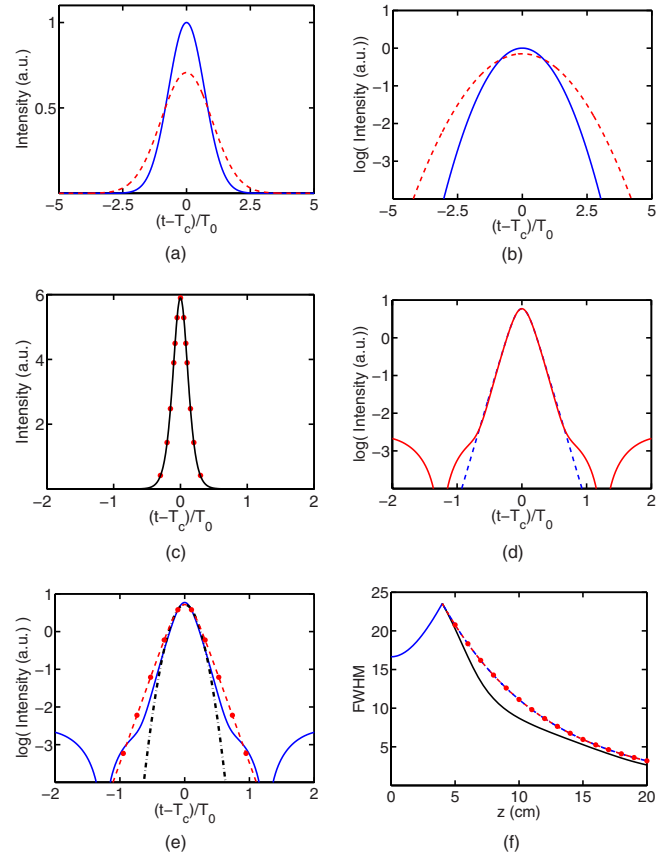 1
0.5
Intensity (a.u.)
−5 −2.5 0 2.5 5
(t−T_c)/T_0
(a)
1
0
−1
−2
−3
log( Intensity (a.u.))
−5 −2.5 0 2.5 5
(t−T_c)/T_0
(b)
6
4
2
Intensity (a.u.)
−2 −1 0 1 2
(t−T_c)/T_0
(c)
1
0
−1
−2
−3
log( Intensity (a.u.))
−2 −1 0 1 2
(t−T_c)/T_0
(d)
1
0
−1
−2
−3
log( Intensity (a.u.) )
−2 −1 0 1 2
(t−T_c)/T_0
(e)
25
20
15
10
5
FWHM
0 5 10 15 20
z (cm)
(f)